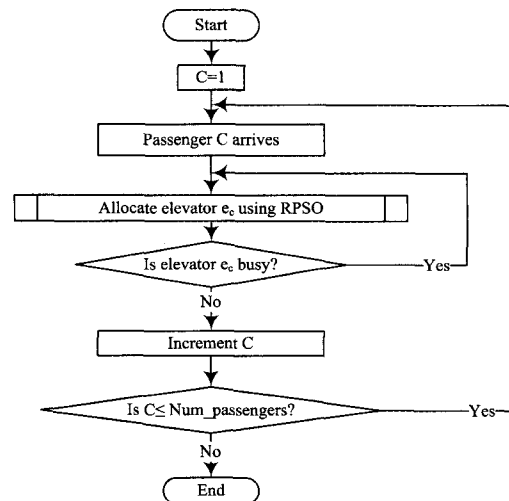 Start
C=1
Passenger C arrives
Allocate elevator e_c using RPSO
Is elevator e_c busy?
Yes
No
Increment C
Is C≤ Num_passengers?
Yes
No
End